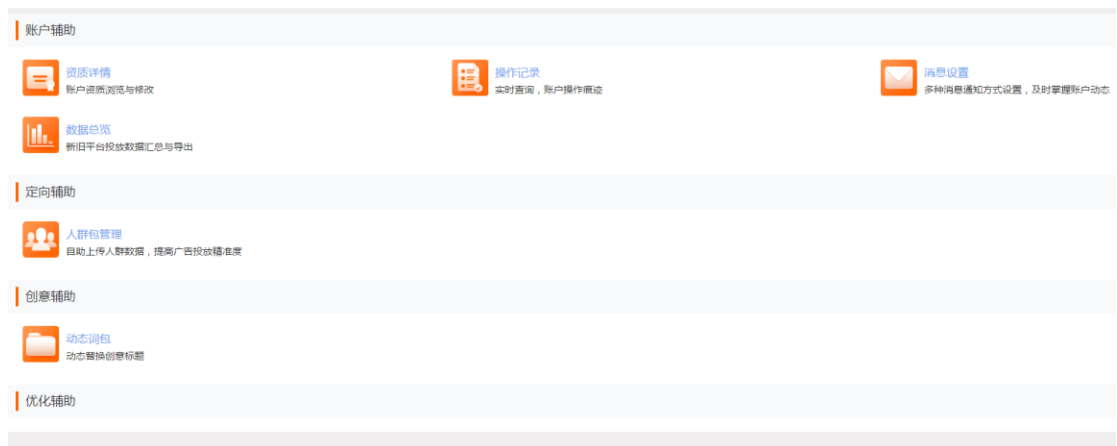 账户辅助
资质详情
账户资质浏览与修改
操作记录
实时查询，账户操作痕迹
消息设置
多种消息通知方式设置，及时掌握账户动态
数据总览
新旧平台投放数据汇总与导出
定向辅助
人群包管理
自助上传人群数据，提高广告投放精准度
创意辅助
动态词包
动态替换创意标题
优化辅助